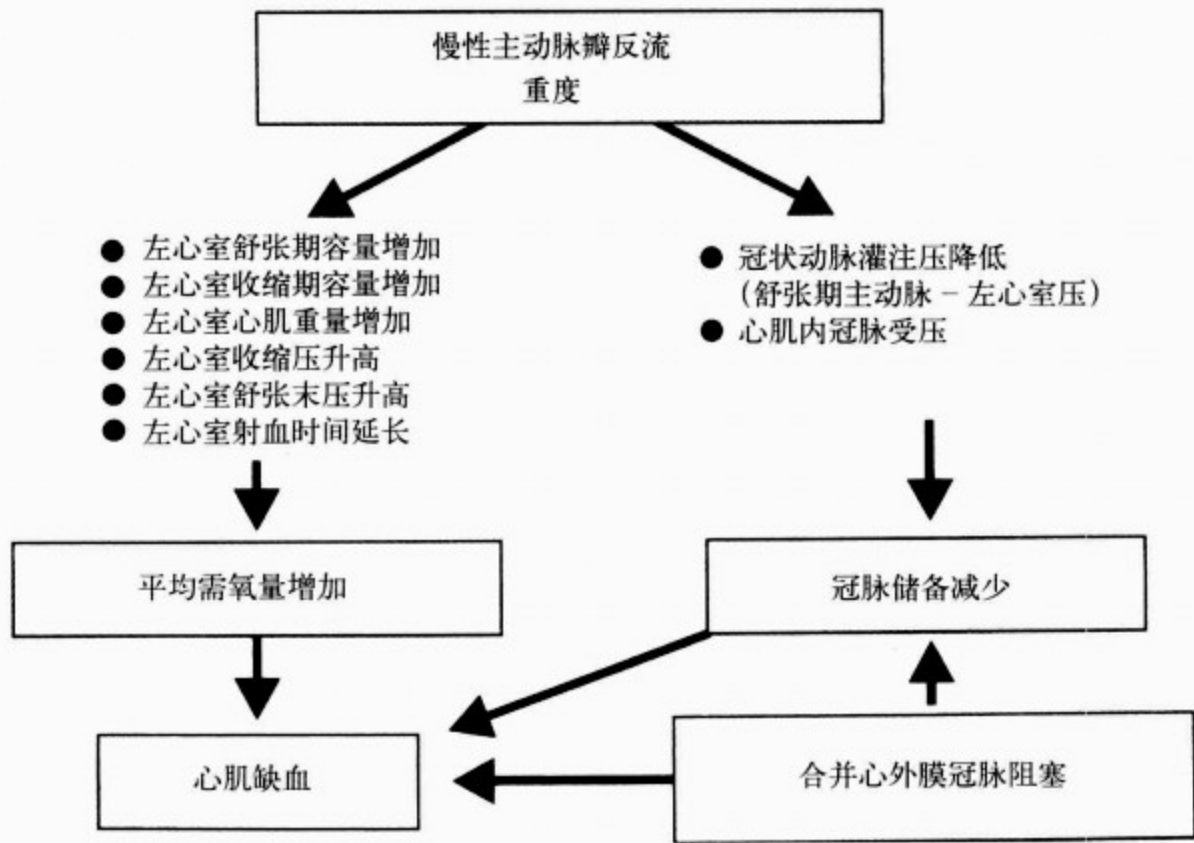 慢性主动脉瓣反流
重度
● 左心室舒张期容量增加
● 左心室收缩期容量增加
● 左心室心肌重量增加
● 左心室收缩压升高
● 左心室舒张末压升高
● 左心室射血时间延长
● 冠状动脉灌注压降低
(舒张期主动脉 – 左心室压)
● 心肌内冠脉受压
平均需氧量增加
冠脉储备减少
心肌缺血
合并心外膜冠脉阻塞